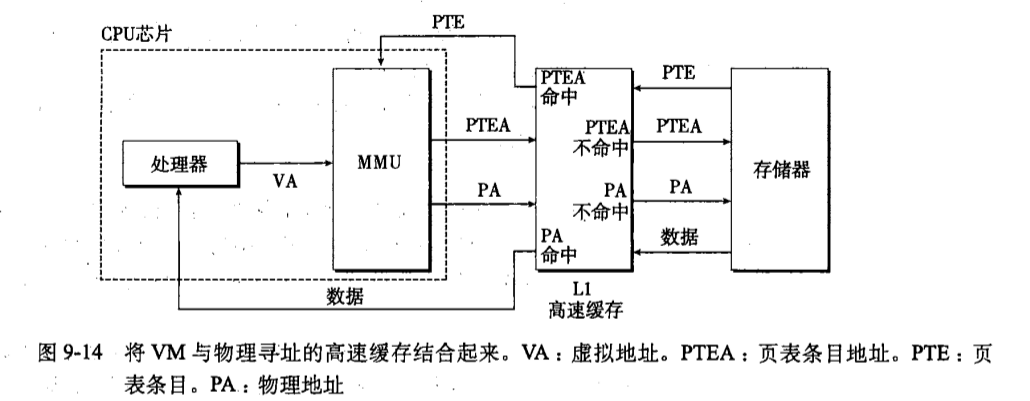 PTE
CPU芯片
PTEA
命中
PTE
PTEA
PTEA
不命中
PTEA
处理器
VA
MMU
存储器
PA
PA
不命中
PA
PA
命中
数据
数据
L1
高速缓存
图 9-14 将 VM 与物理寻址的高速缓存结合起来。VA：虚拟地址。PTEA：页表条目地址。PTE：页
表条目。PA：物理地址